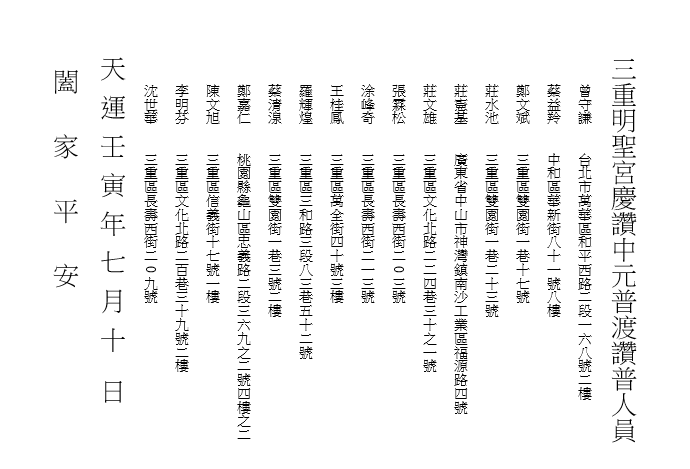 三重明聖宮慶讚中元普渡讚普人員
曾守謙 台北市萬華區和平西路二段一六八號二樓
蔡益羚 中和區華新街八十一號八樓
鄭文斌 三重區雙園街一巷十七號
莊水池 三重區雙園街一巷二十三號
莊憲基 廣東省中山市神灣鎮南沙工業區福源路四號
莊文雄 三重區文化北路二二四巷三十之一號
張霖松 三重區長壽西街二0三號
涂峰奇 三重區長壽西街二一三號
王桂鳳 三重區萬全街四十號三樓
羅輝煌 三重區三和路三段八三巷五十二號
蔡清湶 三重區雙園街一巷三號二樓
鄭嘉仁 桃園縣龜山區忠義路二段三六九之二號四樓之二
陳文旭 三重區信義街十七號一樓
李明芬 三重區文化北路二百巷三十九號二樓
沈世華 三重區長壽西街二0九號
天運壬寅年七月十日
闔家平安